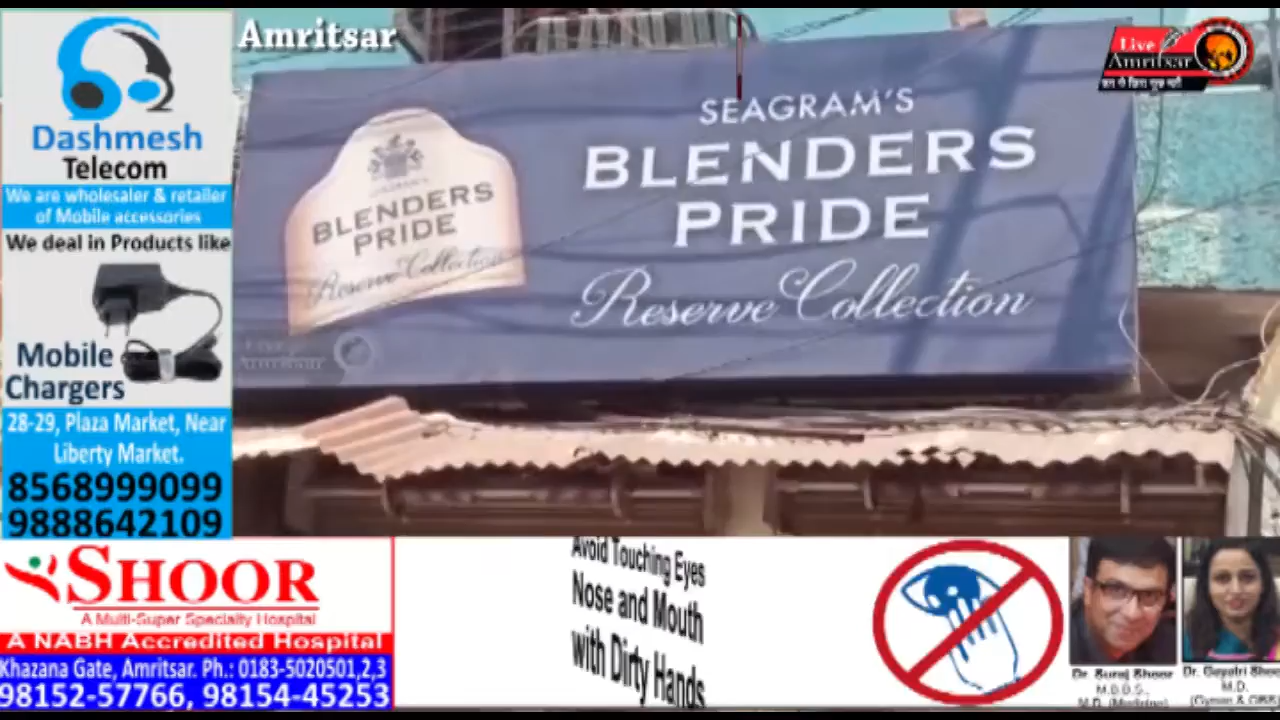 Amritsar
Live
Amritsar
Dashmesh
Telecom
We are wholesaler & retailer
of Mobile accessories
We deal in Products like
Mobile
Chargers
28-29, Plaza Market, Near
Liberty Market.
8568999099
9888642109
SEAGRAM'S
BLENDERS
PRIDE
Reserve Collection
BLENDERS
PRIDE
Reserve Collection
Live
Amritsar
SHOOR
A Multi-Super Specialty Hospital
A NABH Accredited Hospital
Khazana Gate, Amritsar. Ph.: 0183-5020501,2,3
98152-57766, 98154-45253
Avoid Touching Eyes
Nose and Mouth
with Dirty Hands
Dr. Suraj Shoor
M.B.B.S.,
M.D. (Medicine)
Dr. Gayatri
M.D.